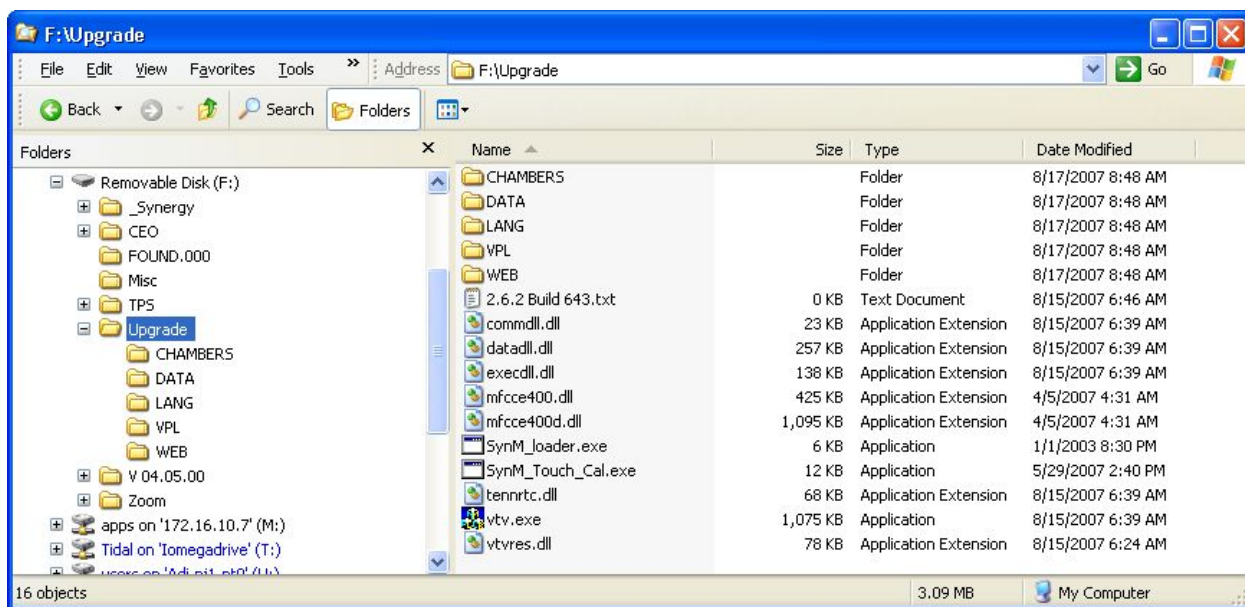 F:\Upgrade
File Edit View Favorites Tools » Address F:\Upgrade Go
Back Search Folders
Folders x Name Size Type Date Modified
Removable Disk (F:)
_Synergy
CEO
FOUND.000
Misc
TPS
Upgrade
CHAMBERS
DATA
LANG
VPL
WEB
V 04.05.00
Zoom
apps on '172.16.10.7' (M:)
Tidal on 'Iomegadrive' (T:)
CHAMBERS Folder 8/17/2007 8:48 AM
DATA Folder 8/17/2007 8:48 AM
LANG Folder 8/17/2007 8:48 AM
VPL Folder 8/17/2007 8:48 AM
WEB Folder 8/17/2007 8:48 AM
2.6.2 Build 643.txt 0 KB Text Document 8/15/2007 6:46 AM
commdll.dll 23 KB Application Extension 8/15/2007 6:39 AM
datadll.dll 257 KB Application Extension 8/15/2007 6:39 AM
execdll.dll 138 KB Application Extension 8/15/2007 6:39 AM
mfcce400.dll 425 KB Application Extension 4/5/2007 4:31 AM
mfcce400d.dll 1,095 KB Application Extension 4/5/2007 4:31 AM
SynM_loader.exe 6 KB Application 1/1/2003 8:30 PM
SynM_Touch_Cal.exe 12 KB Application 5/29/2007 2:40 PM
tennrtc.dll 68 KB Application Extension 8/15/2007 6:39 AM
vtv.exe 1,075 KB Application 8/15/2007 6:39 AM
vtvres.dll 78 KB Application Extension 8/15/2007 6:24 AM
16 objects 3.09 MB My Computer